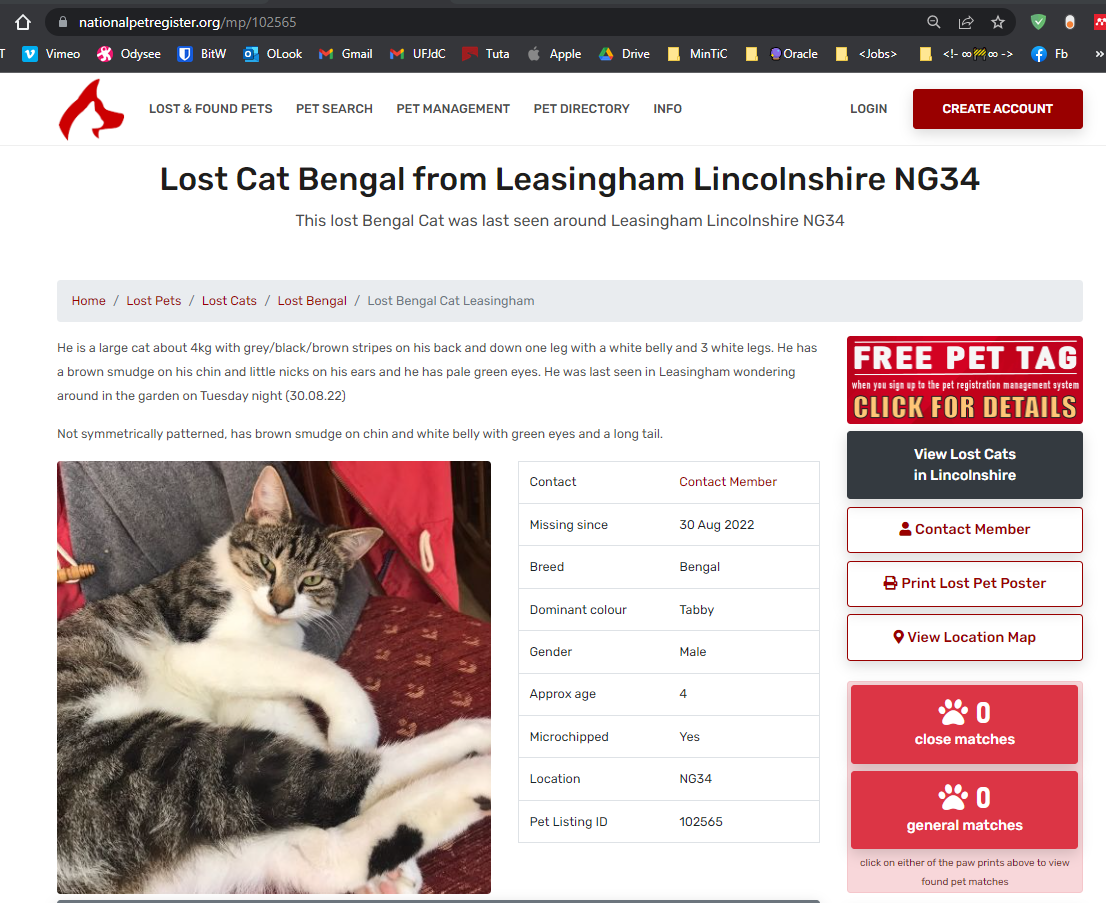 nationalpetregister.org/mp/102565
T Vimeo Odysee BitW OLook Gmail UFJdC Tuta Apple Drive MinTiC Oracle <Jobs> <!- ∞🚧∞ -> Fb »
LOST & FOUND PETS PET SEARCH PET MANAGEMENT PET DIRECTORY INFO LOGIN CREATE ACCOUNT
Lost Cat Bengal from Leasingham Lincolnshire NG34
This lost Bengal Cat was last seen around Leasingham Lincolnshire NG34
Home / Lost Pets / Lost Cats / Lost Bengal / Lost Bengal Cat Leasingham
He is a large cat about 4kg with grey/black/brown stripes on his back and down one leg with a white belly and 3 white legs. He has
a brown smudge on his chin and little nicks on his ears and he has pale green eyes. He was last seen in Leasingham wondering
around in the garden on Tuesday night (30.08.22)
Not symmetrically patterned, has brown smudge on chin and white belly with green eyes and a long tail.
Contact Contact Member
Missing since 30 Aug 2022
Breed Bengal
Dominant colour Tabby
Gender Male
Approx age 4
Microchipped Yes
Location NG34
Pet Listing ID 102565
FREE PET TAG
when you sign up to the pet registration management system
CLICK FOR DETAILS
View Lost Cats
in Lincolnshire
Contact Member
Print Lost Pet Poster
View Location Map
0
close matches
0
general matches
click on either of the paw prints above to view
found pet matches